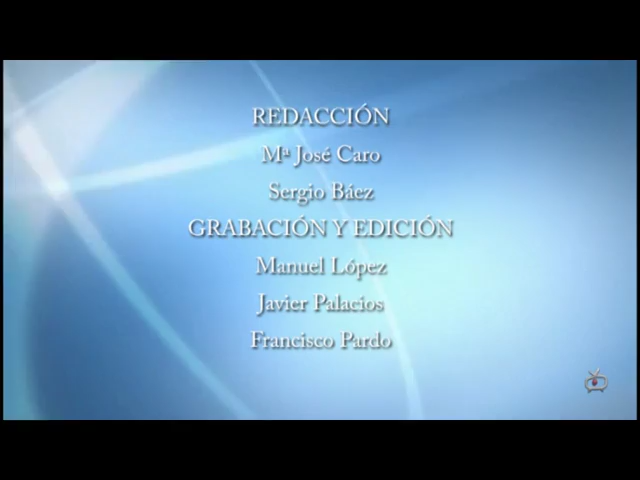 REDACCIÓN
Mª José Caro
Sergio Báez
GRABACIÓN Y EDICIÓN
Manuel López
Javier Palacios
Francisco Pardo